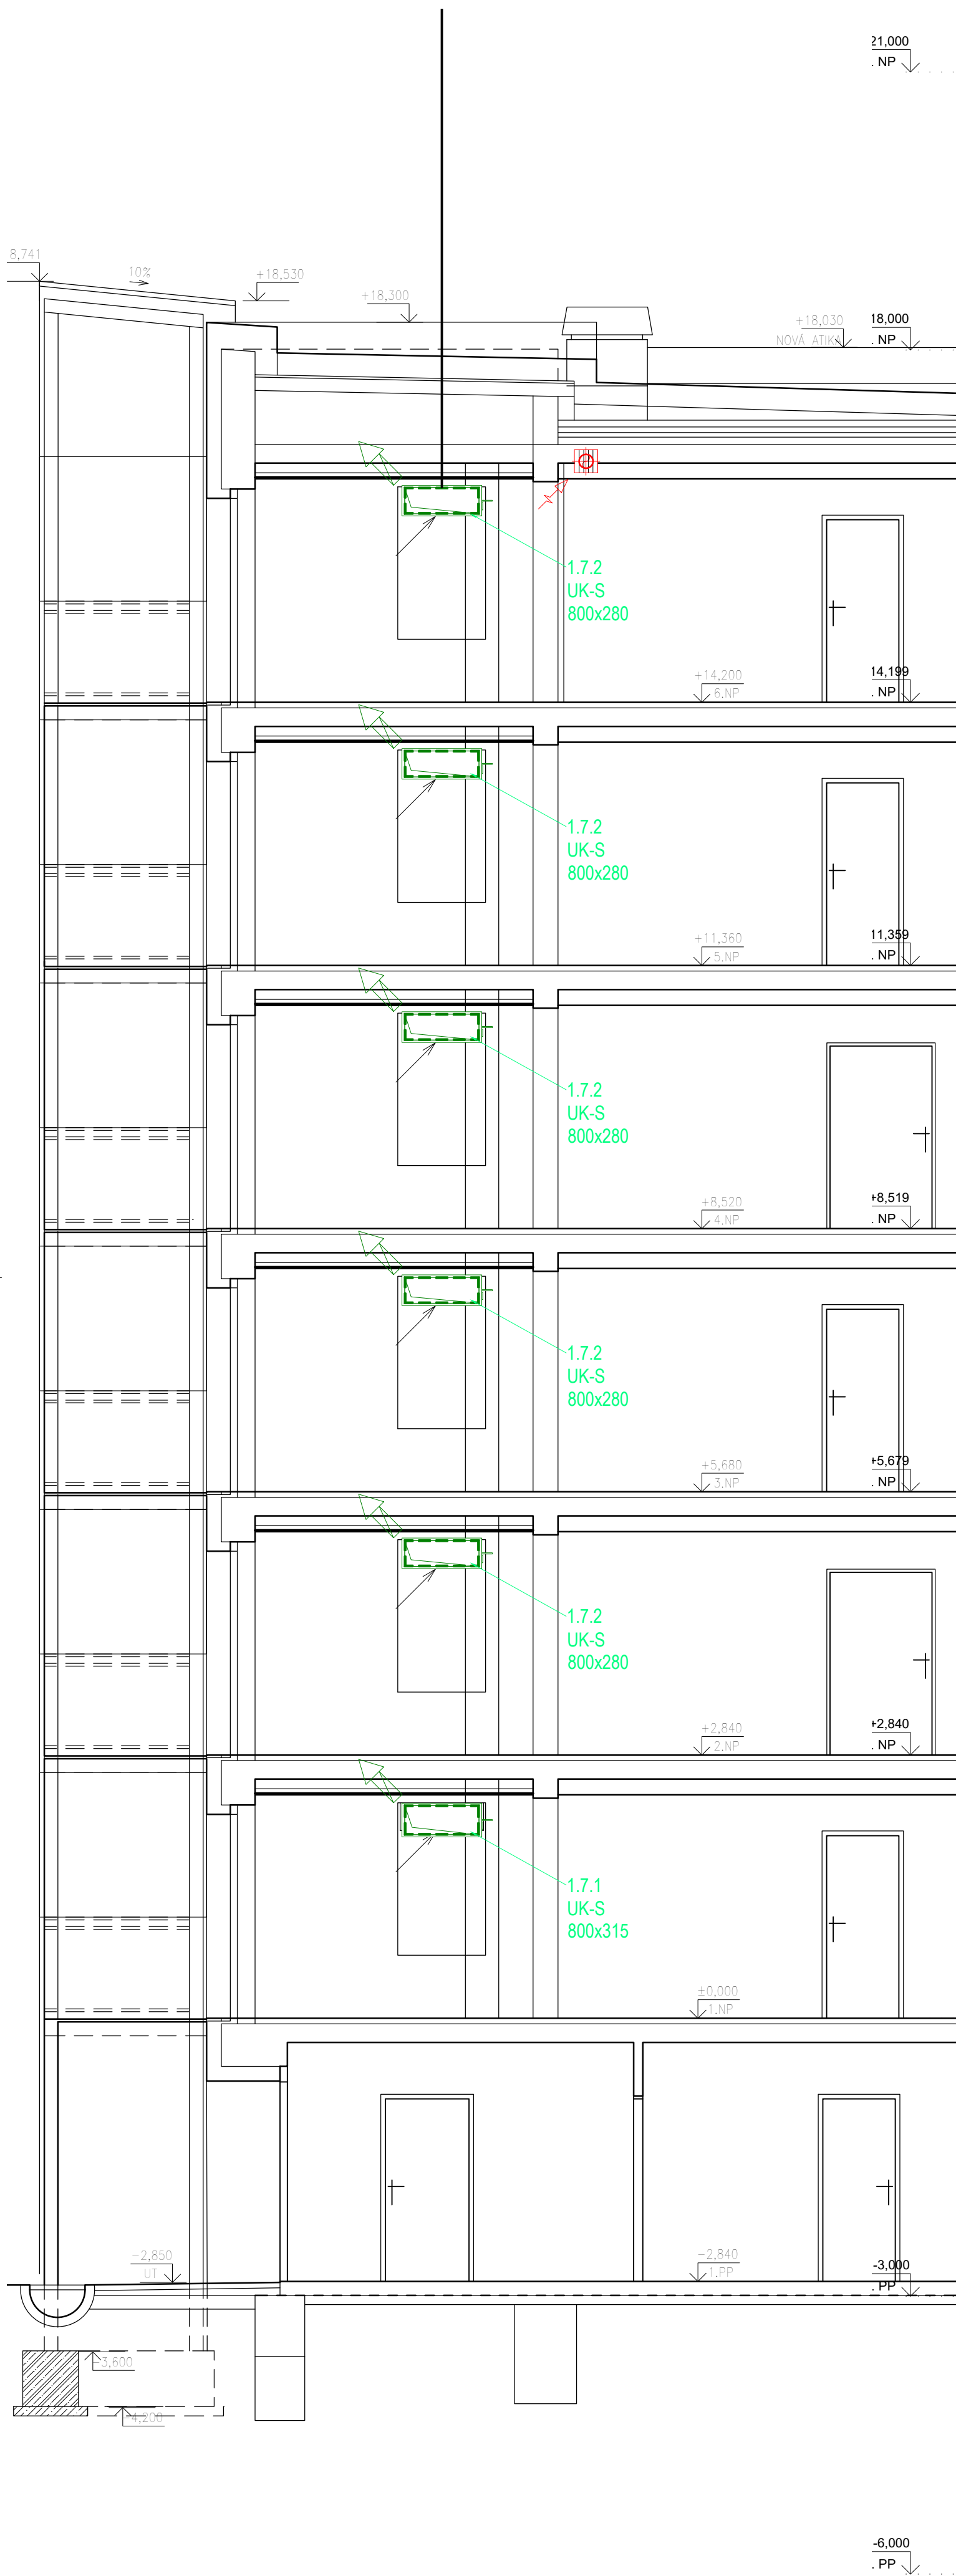 21,000
. NP
8,741
10%
+18,530
+18,300
+18,030
NOVÁ ATIKA
18,000
. NP
1.7.2
UK-S
800x280
+14,200
6.NP
14,199
. NP
1.7.2
UK-S
800x280
+11,360
5.NP
11,359
. NP
1.7.2
UK-S
800x280
+8,520
4.NP
+8,519
. NP
1.7.2
UK-S
800x280
+5,680
3.NP
+5,679
. NP
1.7.2
UK-S
800x280
+2,840
2.NP
+2,840
. NP
1.7.1
UK-S
800x315
±0,000
1.NP
-2,850
UT
-2,840
1.PP
-3,000
. PP
-3,600
-4,200
-6,000
. PP